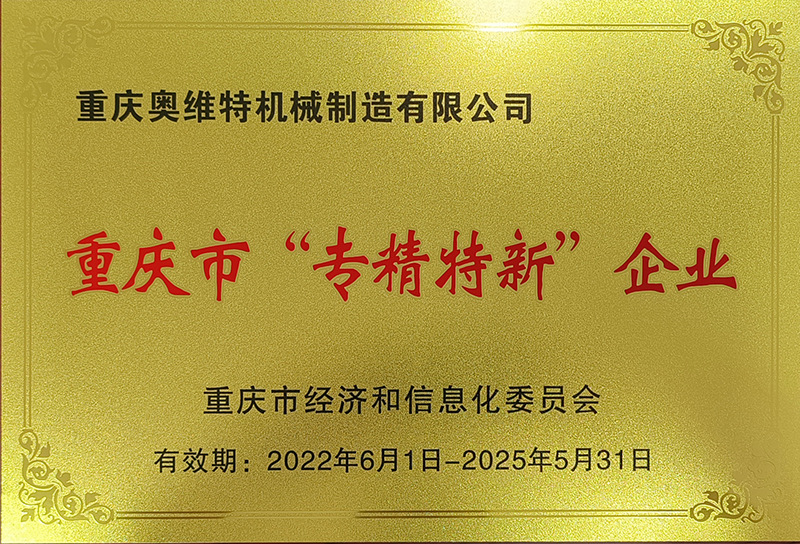 重庆奥维特机械制造有限公司
重庆市“专精特新”企业
重庆市经济和信息化委员会
有效期：2022年6月1日-2025年5月31日